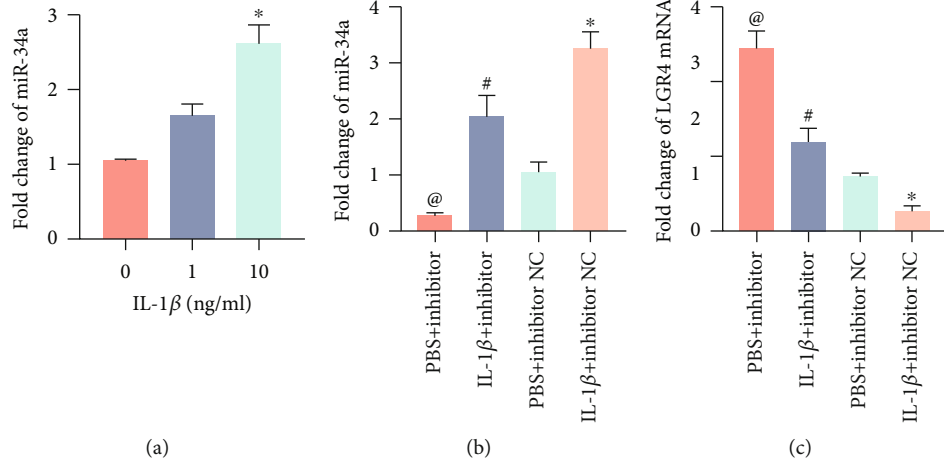 Fold change of miR-34a
3
2
1
0
*
0 1 10
IL-1β (ng/ml)
(a)
Fold change of miR-34a
4
3
2
1
0
@
#
*
PBS+inhibitor
IL-1β+inhibitor
PBS+inhibitor NC
IL-1β+inhibitor NC
(b)
Fold change of LGR4 mRNA
4
3
2
1
0
@
#
*
PBS+inhibitor
IL-1β+inhibitor
PBS+inhibitor NC
IL-1β+inhibitor NC
(c)